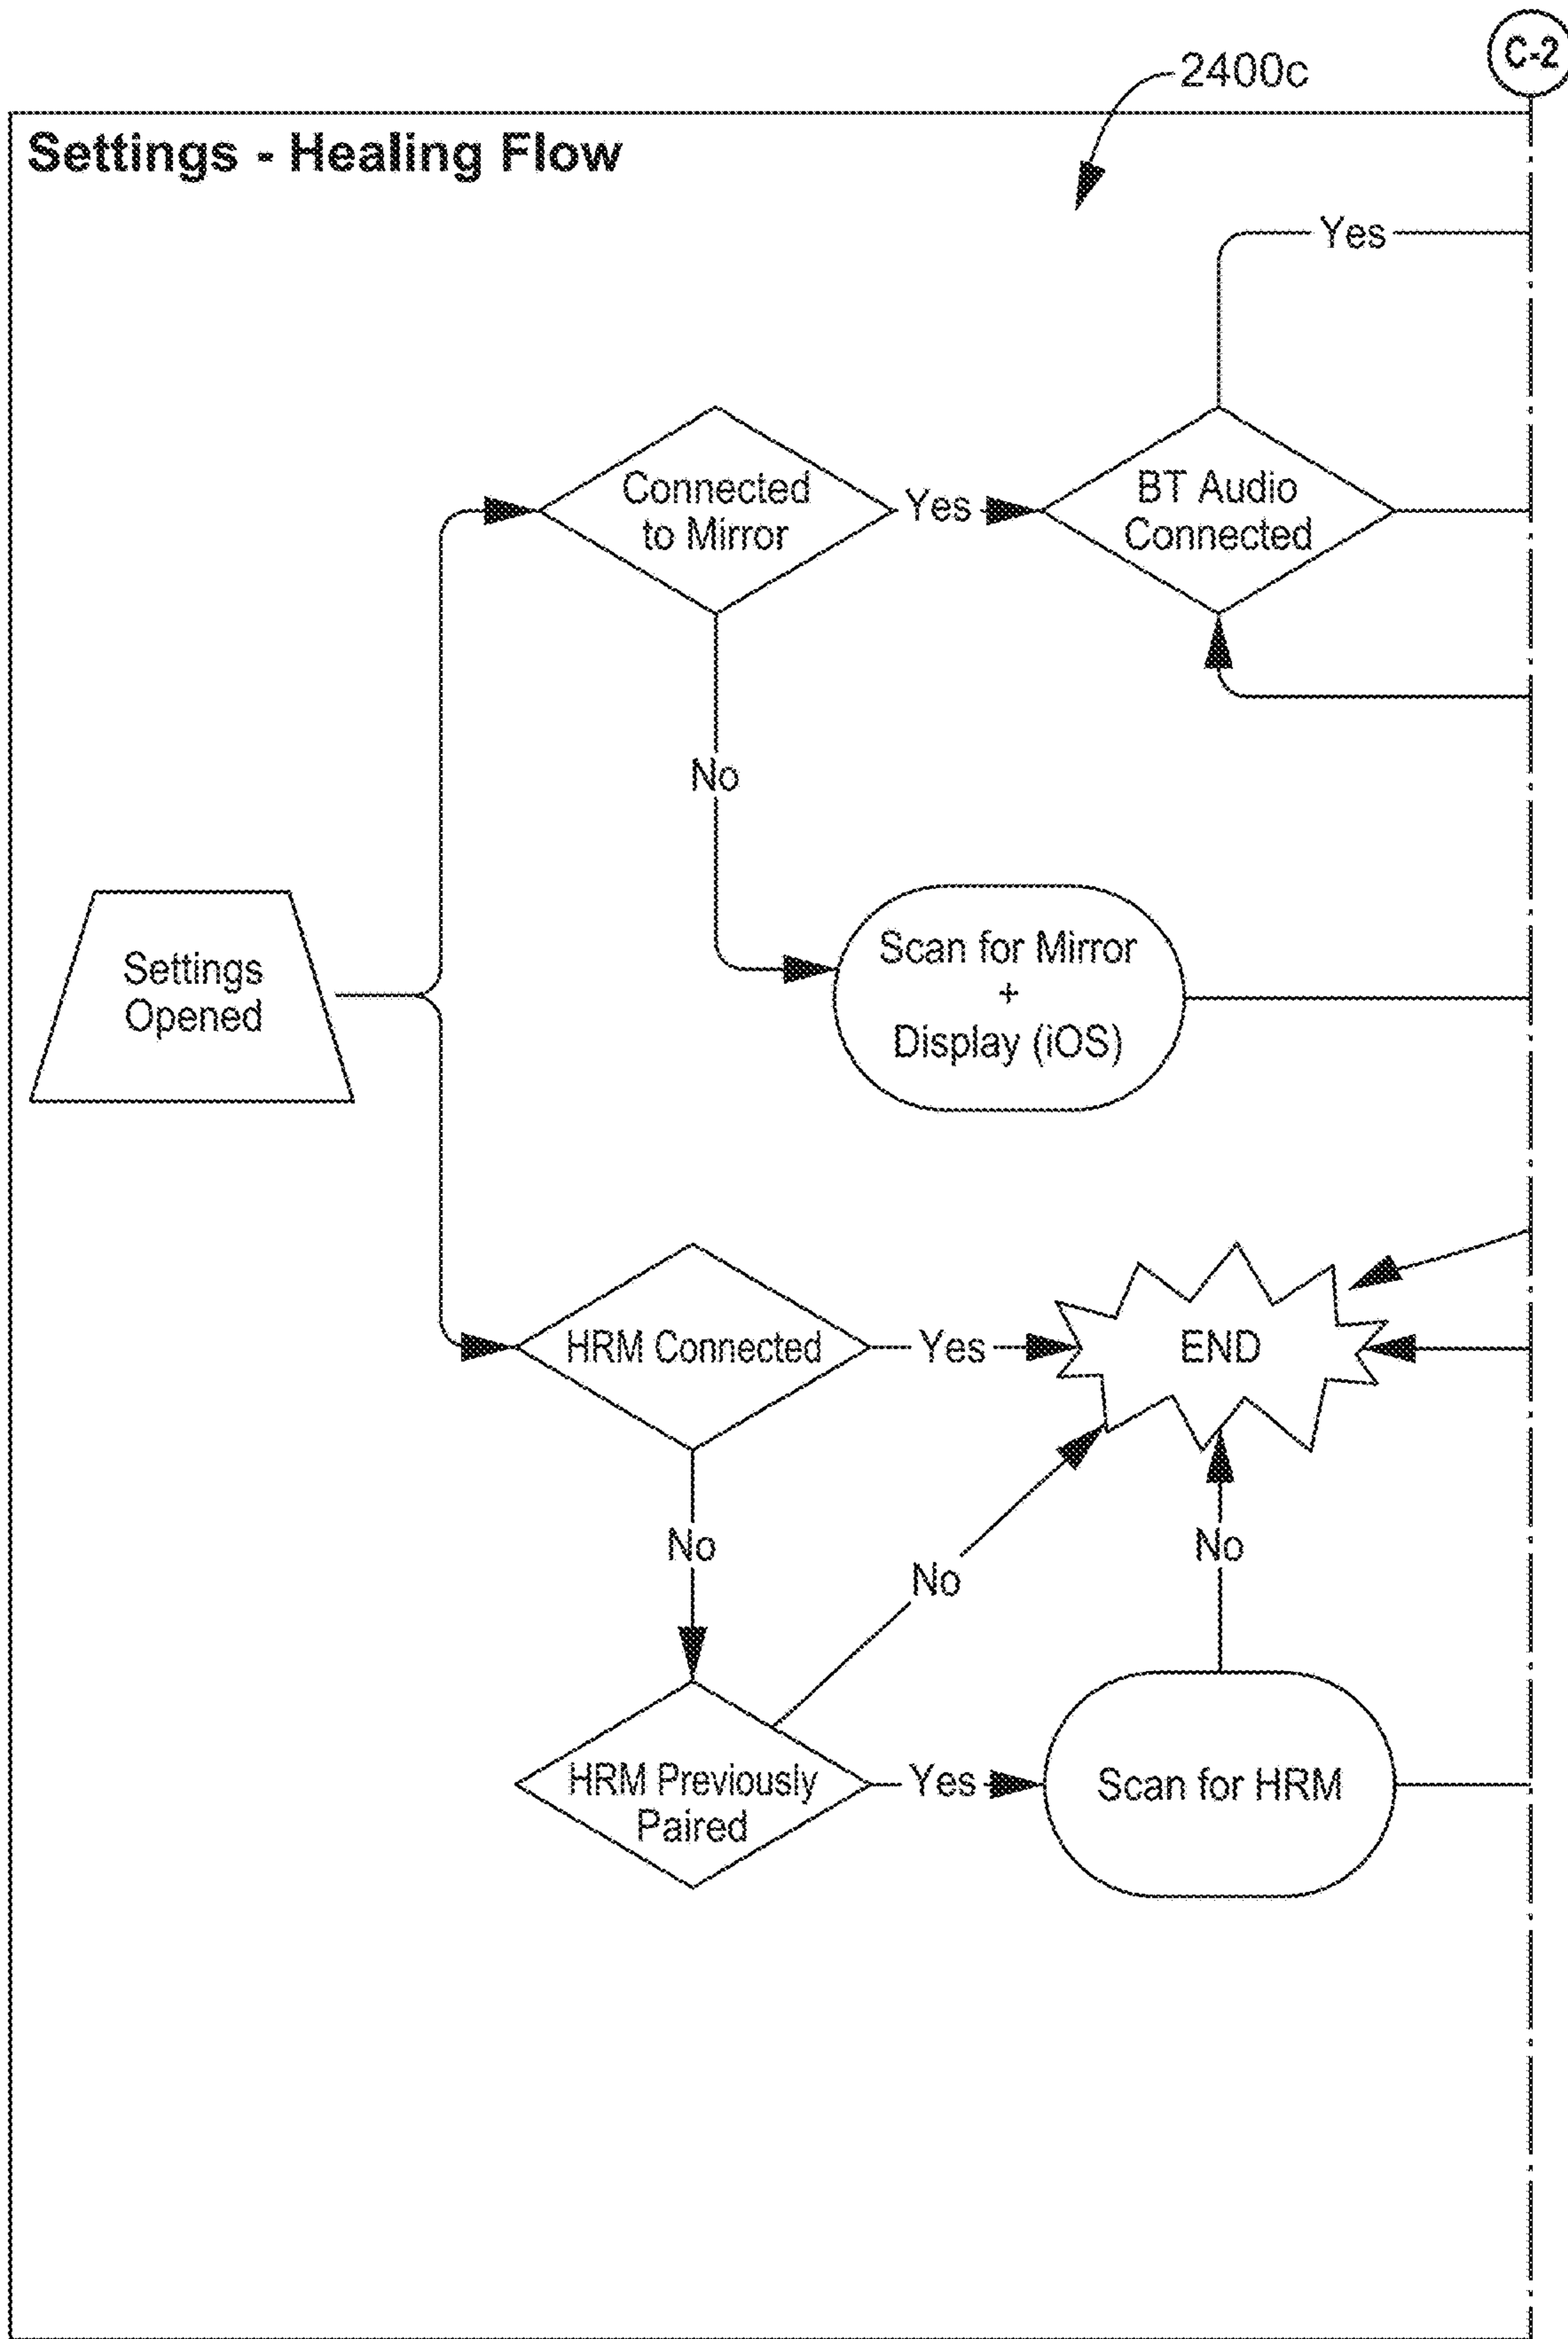 C-2
2400c
Settings - Healing Flow
Yes
Connected
to Mirror
Yes
BT Audio
Connected
No
Settings
Opened
Scan for Mirror
+
Display (iOS)
HRM Connected
Yes
END
No
No
No
HRM Previously
Paired
Yes
Scan for HRM